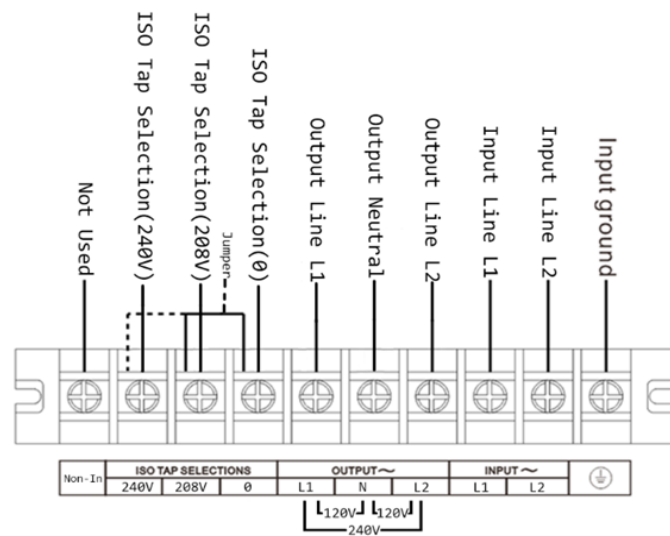 Not Used
ISO Tap Selection(240V)
ISO Tap Selection(208V)
Jumper
ISO Tap Selection(0)
Output Line L1
Output Neutral
Output Line L2
Input Line L1
Input Line L2
Input ground
Non-In
ISO TAP SELECTIONS
OUTPUT～
INPUT～
240V
208V
0
L1
N
L2
L1
L2
120V
120V
240V